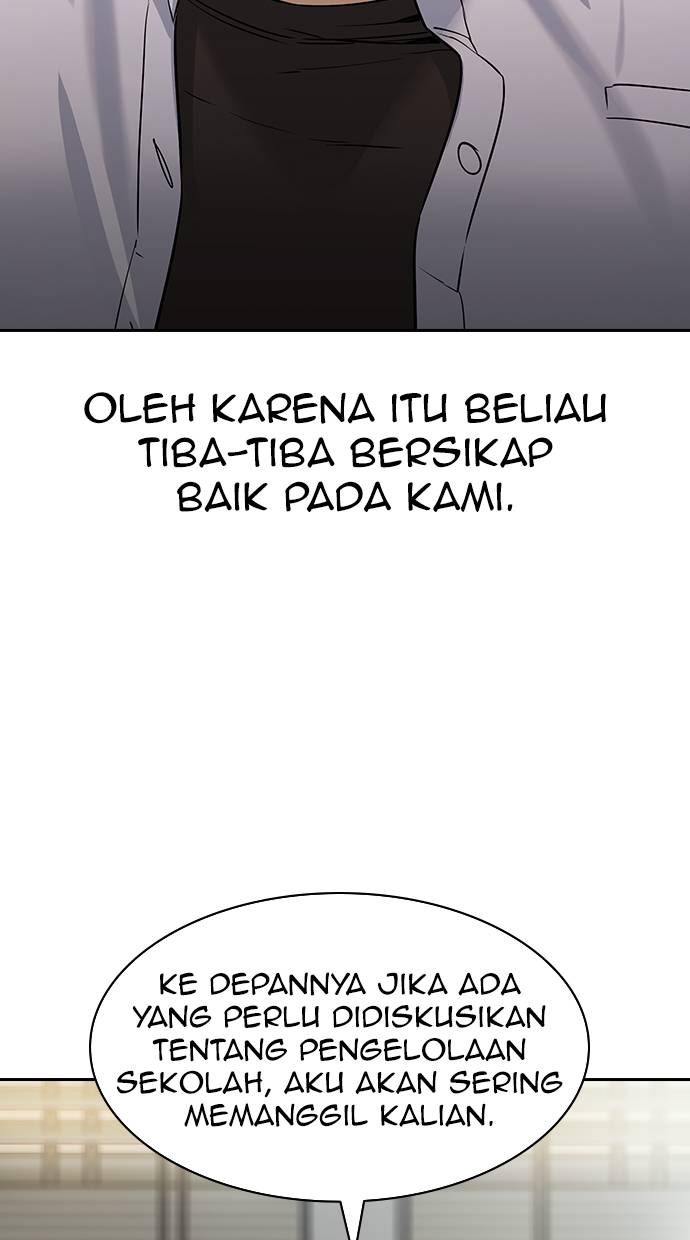 OLEH KARENA ITU BELIAU
TIBA-TIBA BERSIKAP
BAIK PADA KAMI.
KE DEPANNYA JIKA ADA
YANG PERLU DIDISKUSIKAN
TENTANG PENGELOLAAN
SEKOLAH, AKU AKAN SERING
MEMANGGIL KALIAN.